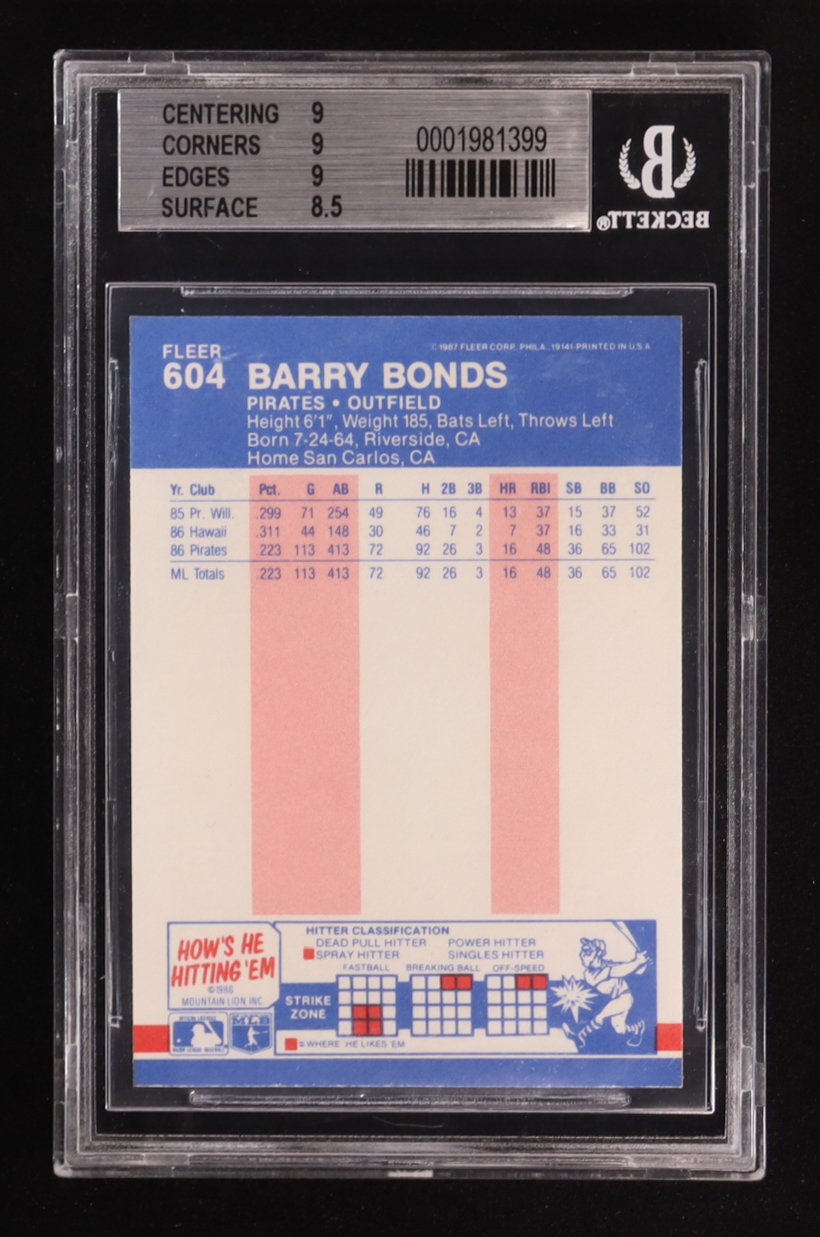 CENTERING 9
CORNERS 9
EDGES 9
SURFACE 8.5
0001981399
B
BECKETT®
FLEER
604 BARRY BONDS
© 1987 FLEER CORP. PHILA., 19141-PRINTED IN U.S.A.
PIRATES • OUTFIELD
Height 6'1", Weight 185, Bats Left, Throws Left
Born 7-24-64, Riverside, CA
Home San Carlos, CA
Yr. Club Pct. G AB R H 2B 3B HR RBI SB BB SO
85 Pr. Will. .299 71 254 49 76 16 4 13 37 15 37 52
86 Hawaii .311 44 148 30 46 7 2 7 37 16 33 31
86 Pirates .223 113 413 72 92 26 3 16 48 36 65 102
ML Totals .223 113 413 72 92 26 3 16 48 36 65 102
HOW'S HE
HITTING 'EM
©1986
MOUNTAIN LION, INC.
HITTER CLASSIFICATION
DEAD PULL HITTER POWER HITTER
SPRAY HITTER SINGLES HITTER
FASTBALL BREAKING BALL OFF-SPEED
STRIKE
ZONE
= WHERE HE LIKES 'EM
MAJOR LEAGUE BASEBALL
MLB